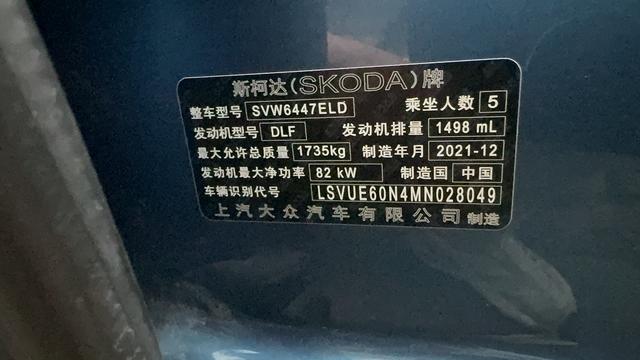 斯柯达(SKODA)牌
整车型号 SVW6447ELD 乘坐人数 5
发动机型号 DLF 发动机排量 1498 mL
最大允许总质量 1735kg 制造年月 2021-12
发动机最大净功率 82 kW 制造国 中国
车辆识别代号 LSVUE60N4MN028049
上汽大众汽车有限公司 制造